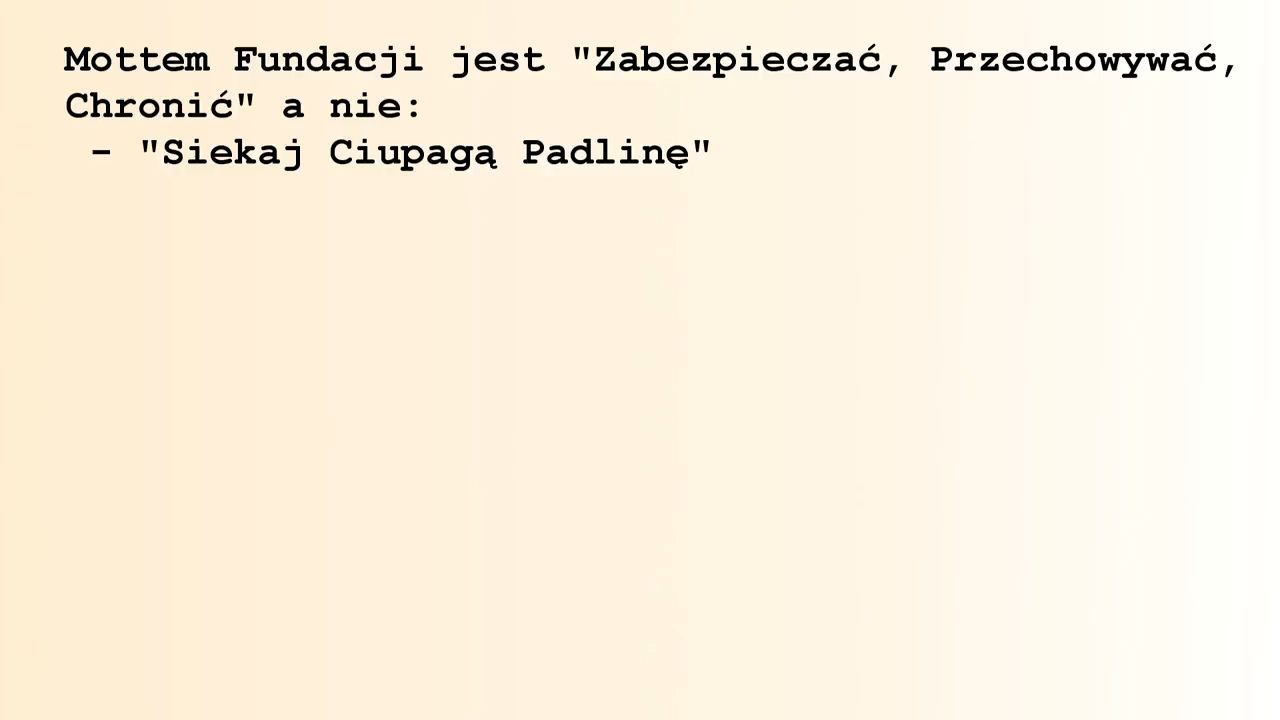 Mottem Fundacji jest "Zabezpieczać, Przechowywać,
Chronić" a nie:
- "Siekaj Ciupagą Padlinę"